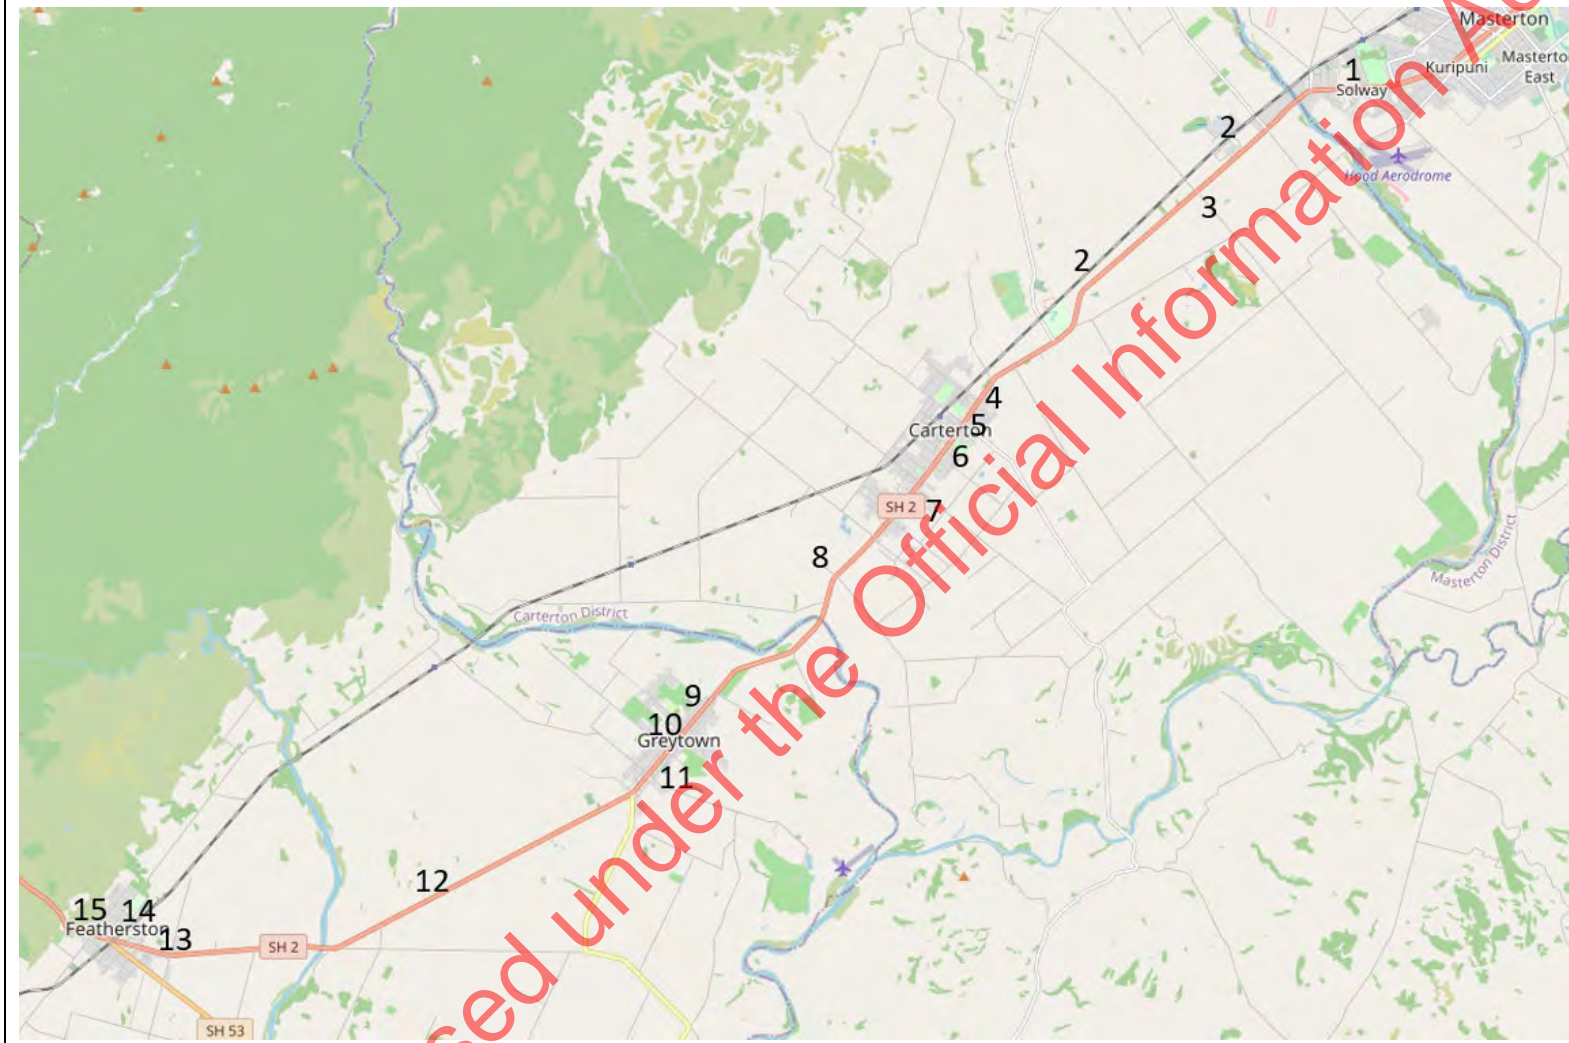 Masterton
Kuripuni
Masterto
East
1
Solway
2
Hood Aerodrome
3
2
4
Carterton
5
6
SH 2
7
8
Masterton District
Carterton District
9
10
Greytown
11
12
15
14
Featherston
13
SH 2
SH 53
sed under the Official Information A